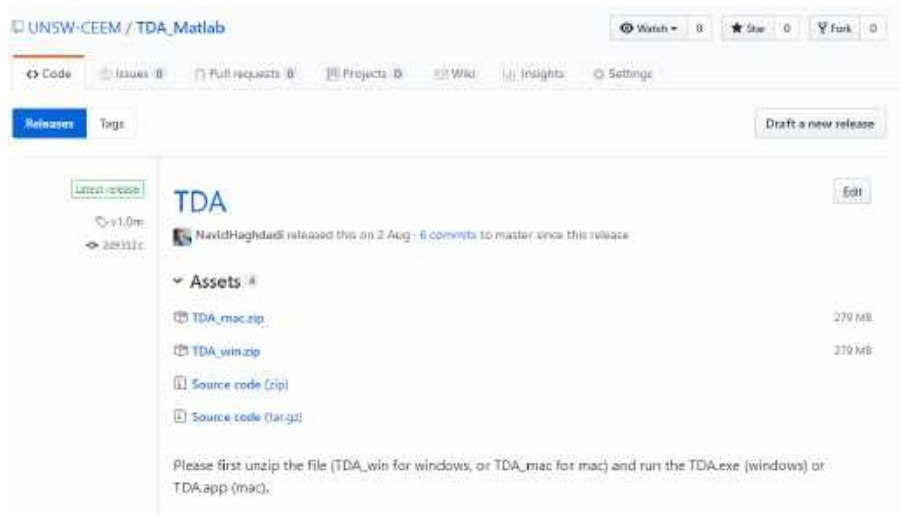 UNSW-CEEM / TDA_Matlab
Watch 0 Star 0 Fork 0
Code Issues 0 Pull requests 0 Projects 0 Wiki Insights Settings
Releases Tags Draft a new release
Latest release
v1.0m
TDA Edit
NavidHaghdadi released this on 2 Aug · 6 commits to master since this release
Assets 4
TDA_mac.zip 279 MB
TDA_win.zip 279 MB
Source code (zip)
Source code (tar.gz)
Please first unzip the file (TDA_win for windows, or TDA_mac for mac) and run the TDA.exe (windows) or
TDA.app (mac).